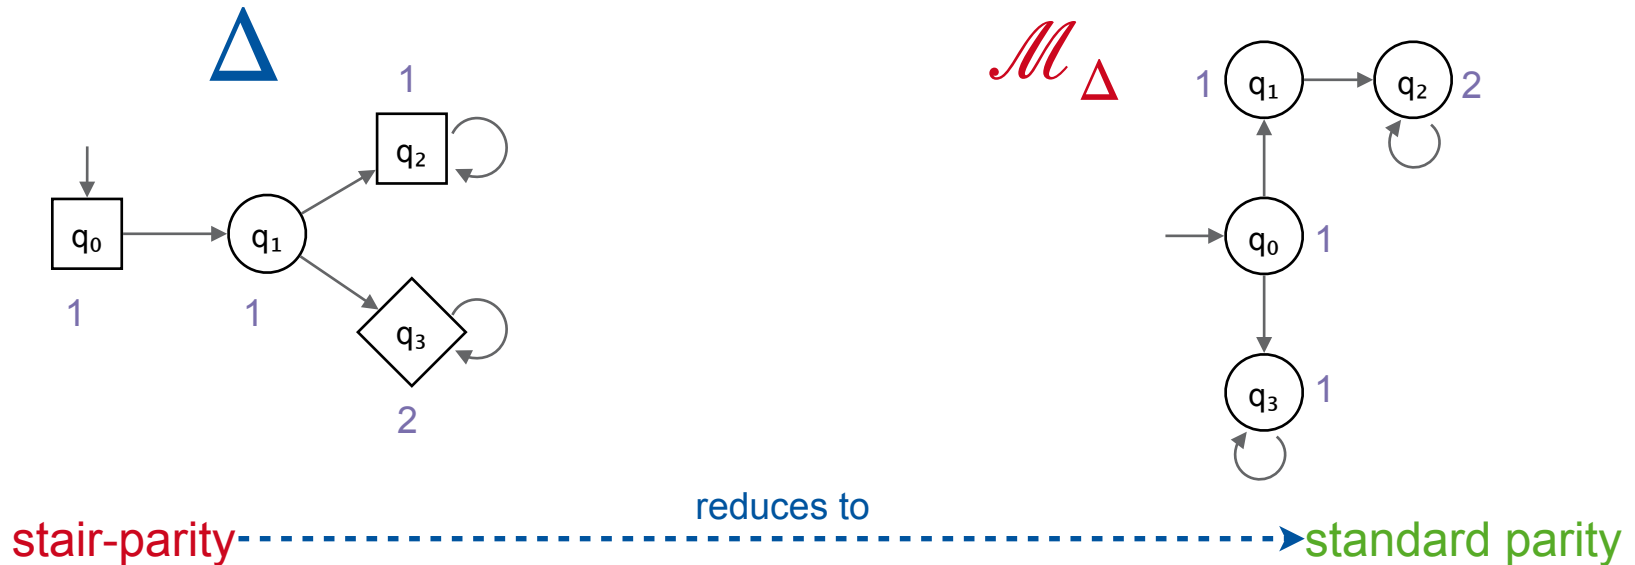 Δ
1
q₂
q₀
q₁
1
1
q₃
2
ℳ Δ
1
q₁
q₂
2
q₀
1
q₃
1
reduces to
stair-parity
standard parity